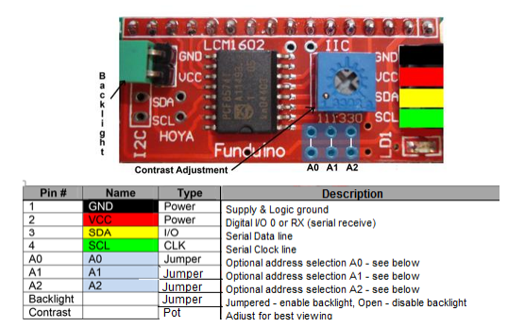 LCM1602 IIC
GND
VCC
SDA
SCL
I2C
HOYA
Funduino
GND
VCC
SDA
SCL
LD1
11Y330
Backlight
Contrast Adjustment
A0 A1 A2
Pin # Name Type Description
1 GND Power Supply & Logic ground
2 VCC Power Digital I/O 0 or RX (serial receive)
3 SDA I/O Serial Data line
4 SCL CLK Serial Clock line
A0 A0 Jumper Optional address selection A0 - see below
A1 A1 Jumper Optional address selection A1 - see below
A2 A2 Jumper Optional address selection A2 - see below
Backlight Jumper Jumpered - enable backlight, Open - disable backlight
Contrast Pot Adjust for best viewing